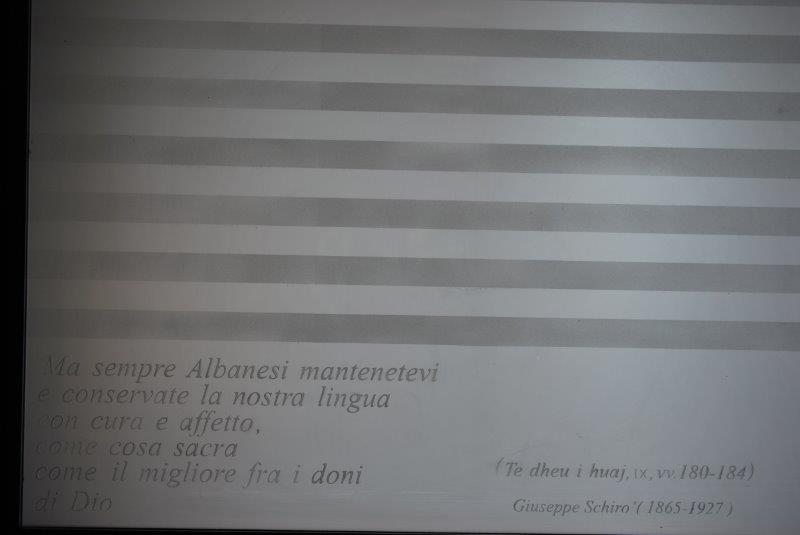 Ma sempre Albanesi mantenetevi
e conservate la nostra lingua
con cura e affetto,
come cosa sacra
come il migliore fra i doni
di Dio
(Te dheu i huaj, IX, vv. 180-184)
Giuseppe Schiro' (1865-1927)